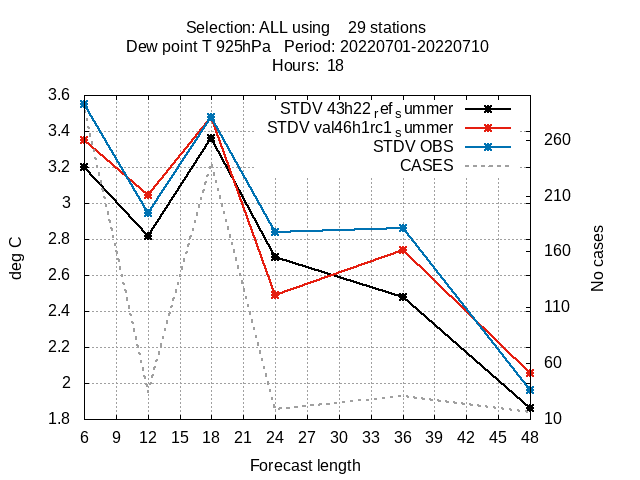 Selection: ALL using 29 stations
Dew point T 925hPa Period: 20220701-20220710
Hours: 18
STDV 43h22ref summer
STDV val46h1rc1summer
STDV OBS
CASES
deg C
3.6
3.4
3.2
3
2.8
2.6
2.4
2.2
2
1.8
260
210
160
110
60
10
No cases
6 9 12 15 18 21 24 27 30 33 36 39 42 45 48
Forecast length